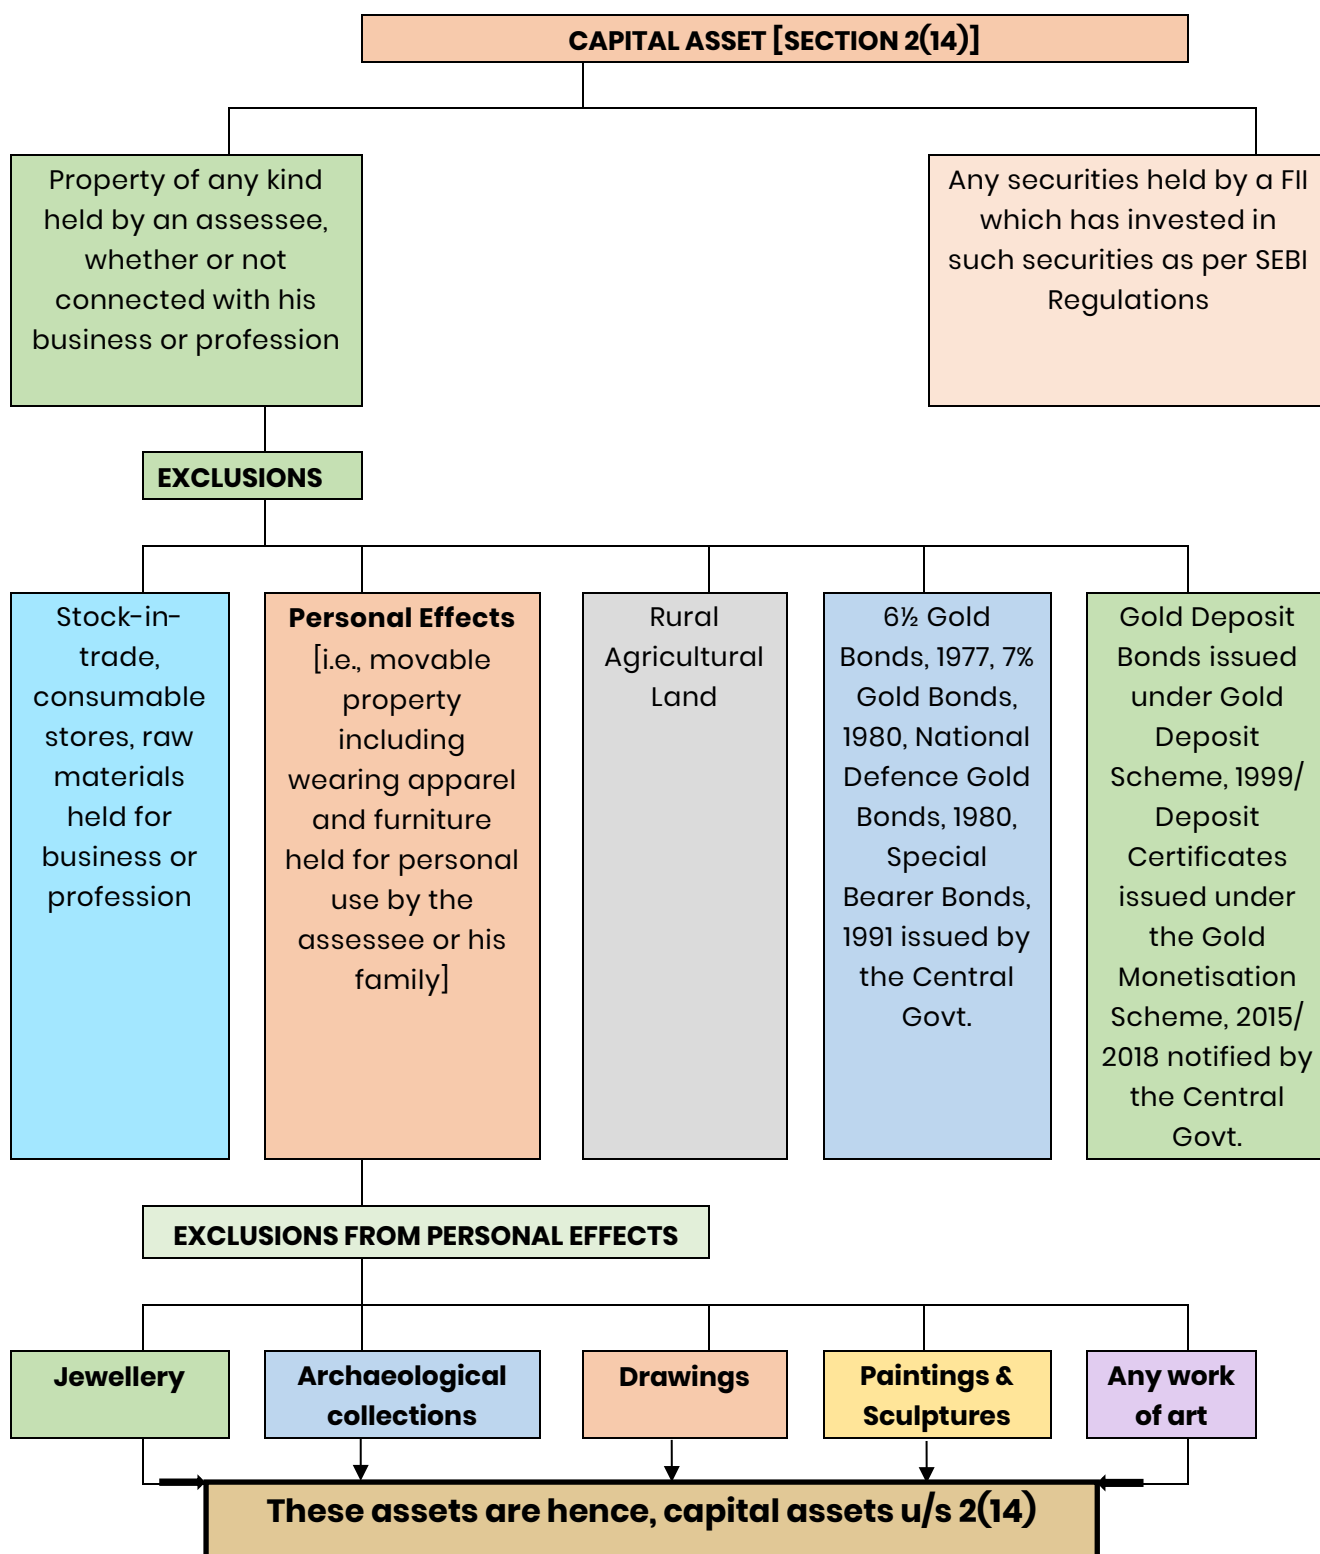 CAPITAL ASSET [SECTION 2(14)]
Property of any kind
held by an assessee,
whether or not
connected with his
business or profession
Any securities held by a FII
which has invested in
such securities as per SEBI
Regulations
EXCLUSIONS
Stock-in-
trade,
consumable
stores, raw
materials
held for
business or
profession
Personal Effects
[i.e., movable
property
including
wearing apparel
and furniture
held for personal
use by the
assessee or his
family]
Rural
Agricultural
Land
6½ Gold
Bonds, 1977, 7%
Gold Bonds,
1980, National
Defence Gold
Bonds, 1980,
Special
Bearer Bonds,
1991 issued by
the Central
Govt.
Gold Deposit
Bonds issued
under Gold
Deposit
Scheme, 1999/
Deposit
Certificates
issued under
the Gold
Monetisation
Scheme, 2015/
2018 notified by
the Central
Govt.
EXCLUSIONS FROM PERSONAL EFFECTS
Jewellery
Archaeological
collections
Drawings
Paintings &
Sculptures
Any work
of art
These assets are hence, capital assets u/s 2(14)